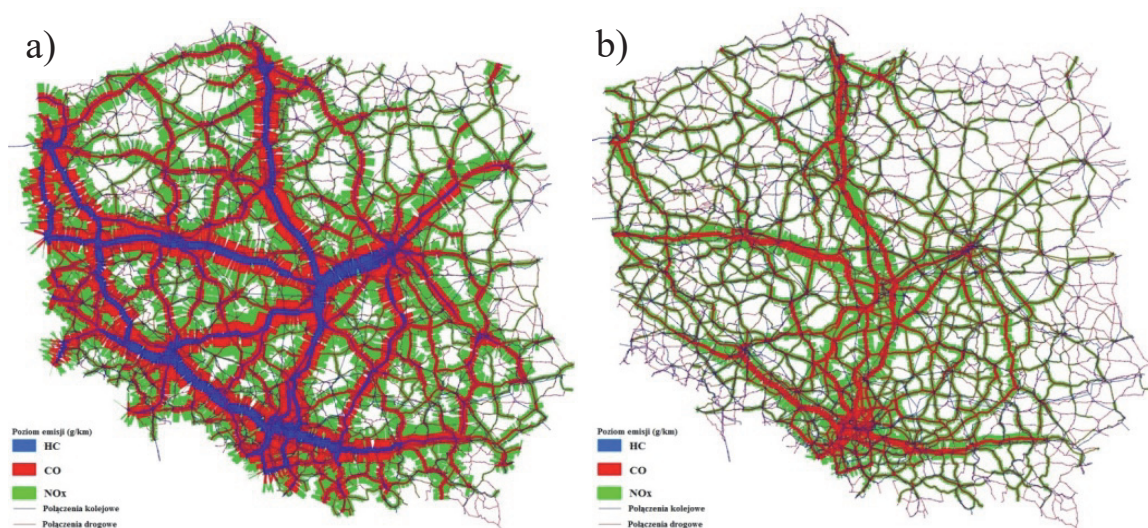 a)
b)
Poziom emisji (g/km)
HC
CO
NOx
Połączenia kolejowe
Połączenia drogowe
Poziom emisji (g/km)
HC
CO
NOx
Połączenia kolejowe
Połączenia drogowe